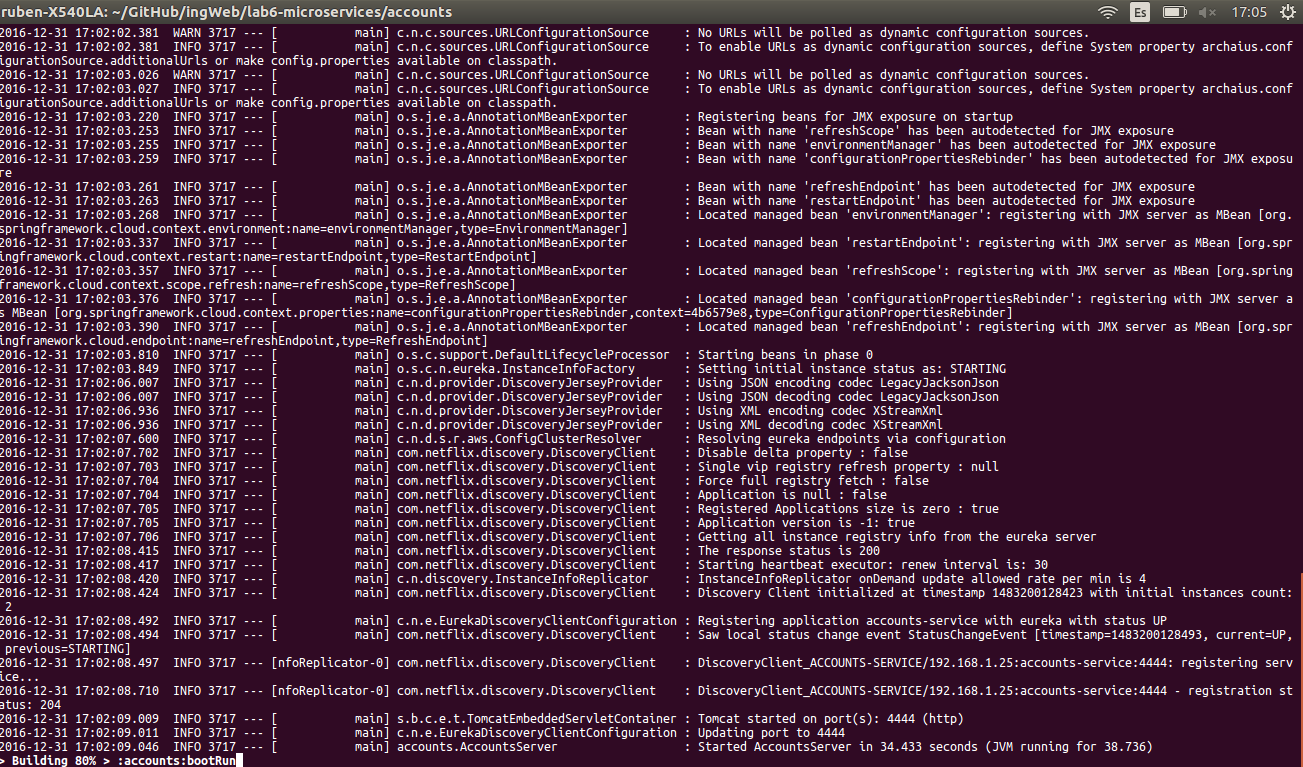 ruben-X540LA: ~/GitHub/ingWeb/lab6-microservices/accounts Es 17:05
2016-12-31 17:02:02.381  WARN 3717 --- [           main] c.n.c.sources.URLConfigurationSource     : No URLs will be polled as dynamic configuration sources.
2016-12-31 17:02:02.381  INFO 3717 --- [           main] c.n.c.sources.URLConfigurationSource     : To enable URLs as dynamic configuration sources, define System property archaius.conf
igurationSource.additionalUrls or make config.properties available on classpath.
2016-12-31 17:02:03.026  WARN 3717 --- [           main] c.n.c.sources.URLConfigurationSource     : No URLs will be polled as dynamic configuration sources.
2016-12-31 17:02:03.027  INFO 3717 --- [           main] c.n.c.sources.URLConfigurationSource     : To enable URLs as dynamic configuration sources, define System property archaius.conf
igurationSource.additionalUrls or make config.properties available on classpath.
2016-12-31 17:02:03.220  INFO 3717 --- [           main] o.s.j.e.a.AnnotationMBeanExporter        : Registering beans for JMX exposure on startup
2016-12-31 17:02:03.253  INFO 3717 --- [           main] o.s.j.e.a.AnnotationMBeanExporter        : Bean with name 'refreshScope' has been autodetected for JMX exposure
2016-12-31 17:02:03.255  INFO 3717 --- [           main] o.s.j.e.a.AnnotationMBeanExporter        : Bean with name 'environmentManager' has been autodetected for JMX exposure
2016-12-31 17:02:03.259  INFO 3717 --- [           main] o.s.j.e.a.AnnotationMBeanExporter        : Bean with name 'configurationPropertiesRebinder' has been autodetected for JMX exposu
re
2016-12-31 17:02:03.261  INFO 3717 --- [           main] o.s.j.e.a.AnnotationMBeanExporter        : Bean with name 'refreshEndpoint' has been autodetected for JMX exposure
2016-12-31 17:02:03.263  INFO 3717 --- [           main] o.s.j.e.a.AnnotationMBeanExporter        : Bean with name 'restartEndpoint' has been autodetected for JMX exposure
2016-12-31 17:02:03.268  INFO 3717 --- [           main] o.s.j.e.a.AnnotationMBeanExporter        : Located managed bean 'environmentManager': registering with JMX server as MBean [org.
springframework.cloud.context.environment:name=environmentManager,type=EnvironmentManager]
2016-12-31 17:02:03.337  INFO 3717 --- [           main] o.s.j.e.a.AnnotationMBeanExporter        : Located managed bean 'restartEndpoint': registering with JMX server as MBean [org.spr
ingframework.cloud.context.restart:name=restartEndpoint,type=RestartEndpoint]
2016-12-31 17:02:03.357  INFO 3717 --- [           main] o.s.j.e.a.AnnotationMBeanExporter        : Located managed bean 'refreshScope': registering with JMX server as MBean [org.spring
framework.cloud.context.scope.refresh:name=refreshScope,type=RefreshScope]
2016-12-31 17:02:03.376  INFO 3717 --- [           main] o.s.j.e.a.AnnotationMBeanExporter        : Located managed bean 'configurationPropertiesRebinder': registering with JMX server a
s MBean [org.springframework.cloud.context.properties:name=configurationPropertiesRebinder,context=4b6579e8,type=ConfigurationPropertiesRebinder]
2016-12-31 17:02:03.390  INFO 3717 --- [           main] o.s.j.e.a.AnnotationMBeanExporter        : Located managed bean 'refreshEndpoint': registering with JMX server as MBean [org.spr
ingframework.cloud.endpoint:name=refreshEndpoint,type=RefreshEndpoint]
2016-12-31 17:02:03.810  INFO 3717 --- [           main] o.s.c.support.DefaultLifecycleProcessor  : Starting beans in phase 0
2016-12-31 17:02:03.849  INFO 3717 --- [           main] o.s.c.n.eureka.InstanceInfoFactory       : Setting initial instance status as: STARTING
2016-12-31 17:02:06.007  INFO 3717 --- [           main] c.n.d.provider.DiscoveryJerseyProvider   : Using JSON encoding codec LegacyJacksonJson
2016-12-31 17:02:06.007  INFO 3717 --- [           main] c.n.d.provider.DiscoveryJerseyProvider   : Using JSON decoding codec LegacyJacksonJson
2016-12-31 17:02:06.936  INFO 3717 --- [           main] c.n.d.provider.DiscoveryJerseyProvider   : Using XML encoding codec XStreamXml
2016-12-31 17:02:06.936  INFO 3717 --- [           main] c.n.d.provider.DiscoveryJerseyProvider   : Using XML decoding codec XStreamXml
2016-12-31 17:02:07.600  INFO 3717 --- [           main] c.n.d.s.r.aws.ConfigClusterResolver      : Resolving eureka endpoints via configuration
2016-12-31 17:02:07.702  INFO 3717 --- [           main] com.netflix.discovery.DiscoveryClient    : Disable delta property : false
2016-12-31 17:02:07.703  INFO 3717 --- [           main] com.netflix.discovery.DiscoveryClient    : Single vip registry refresh property : null
2016-12-31 17:02:07.704  INFO 3717 --- [           main] com.netflix.discovery.DiscoveryClient    : Force full registry fetch : false
2016-12-31 17:02:07.704  INFO 3717 --- [           main] com.netflix.discovery.DiscoveryClient    : Application is null : false
2016-12-31 17:02:07.705  INFO 3717 --- [           main] com.netflix.discovery.DiscoveryClient    : Registered Applications size is zero : true
2016-12-31 17:02:07.705  INFO 3717 --- [           main] com.netflix.discovery.DiscoveryClient    : Application version is -1: true
2016-12-31 17:02:07.706  INFO 3717 --- [           main] com.netflix.discovery.DiscoveryClient    : Getting all instance registry info from the eureka server
2016-12-31 17:02:08.415  INFO 3717 --- [           main] com.netflix.discovery.DiscoveryClient    : The response status is 200
2016-12-31 17:02:08.417  INFO 3717 --- [           main] com.netflix.discovery.DiscoveryClient    : Starting heartbeat executor: renew interval is: 30
2016-12-31 17:02:08.420  INFO 3717 --- [           main] c.n.discovery.InstanceInfoReplicator     : InstanceInfoReplicator onDemand update allowed rate per min is 4
2016-12-31 17:02:08.424  INFO 3717 --- [           main] com.netflix.discovery.DiscoveryClient    : Discovery Client initialized at timestamp 1483200128423 with initial instances count:
 2
2016-12-31 17:02:08.492  INFO 3717 --- [           main] c.n.e.EurekaDiscoveryClientConfiguration : Registering application accounts-service with eureka with status UP
2016-12-31 17:02:08.494  INFO 3717 --- [           main] com.netflix.discovery.DiscoveryClient    : Saw local status change event StatusChangeEvent [timestamp=1483200128493, current=UP,
 previous=STARTING]
2016-12-31 17:02:08.497  INFO 3717 --- [nfoReplicator-0] com.netflix.discovery.DiscoveryClient    : DiscoveryClient_ACCOUNTS-SERVICE/192.168.1.25:accounts-service:4444: registering serv
ice...
2016-12-31 17:02:08.710  INFO 3717 --- [nfoReplicator-0] com.netflix.discovery.DiscoveryClient    : DiscoveryClient_ACCOUNTS-SERVICE/192.168.1.25:accounts-service:4444 - registration st
atus: 204
2016-12-31 17:02:09.009  INFO 3717 --- [           main] s.b.c.e.t.TomcatEmbeddedServletContainer : Tomcat started on port(s): 4444 (http)
2016-12-31 17:02:09.011  INFO 3717 --- [           main] c.n.e.EurekaDiscoveryClientConfiguration : Updating port to 4444
2016-12-31 17:02:09.046  INFO 3717 --- [           main] accounts.AccountsServer                  : Started AccountsServer in 34.433 seconds (JVM running for 38.736)
> Building 80% > :accounts:bootRun